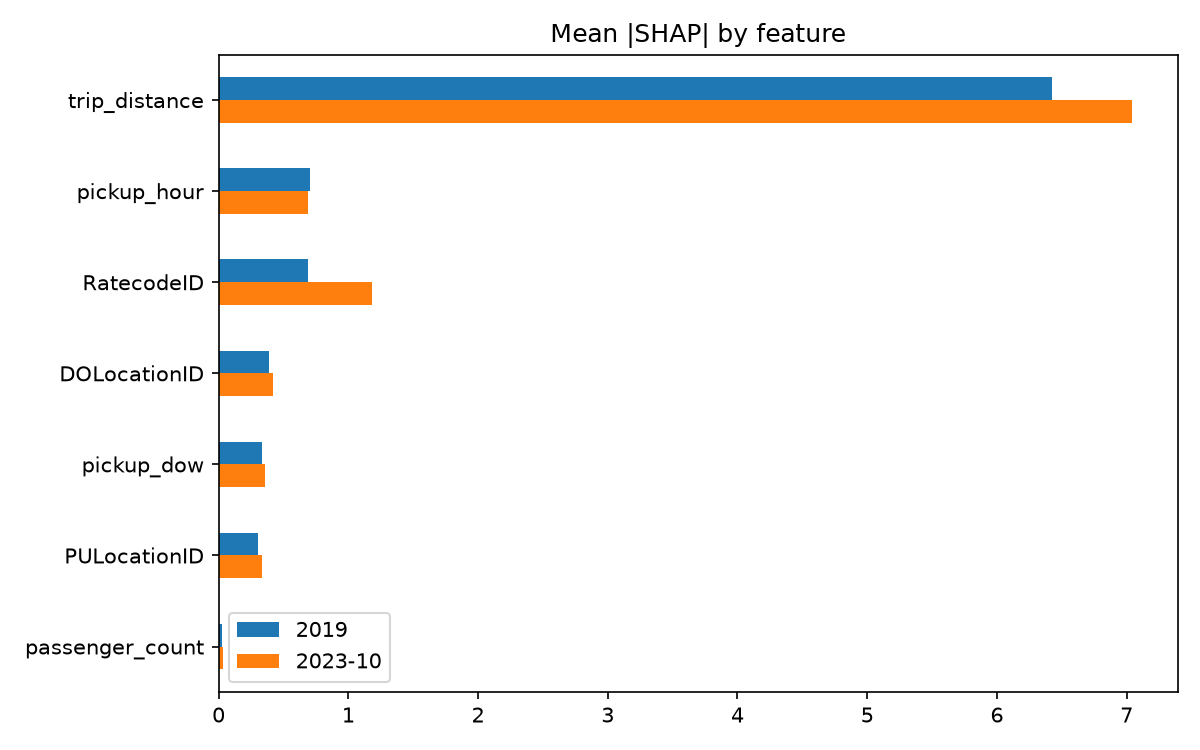 Mean |SHAP| by feature
trip_distance
pickup_hour
RatecodeID
DOLocationID
pickup_dow
PULocationID
passenger_count
2019
2023-10
0 1 2 3 4 5 6 7